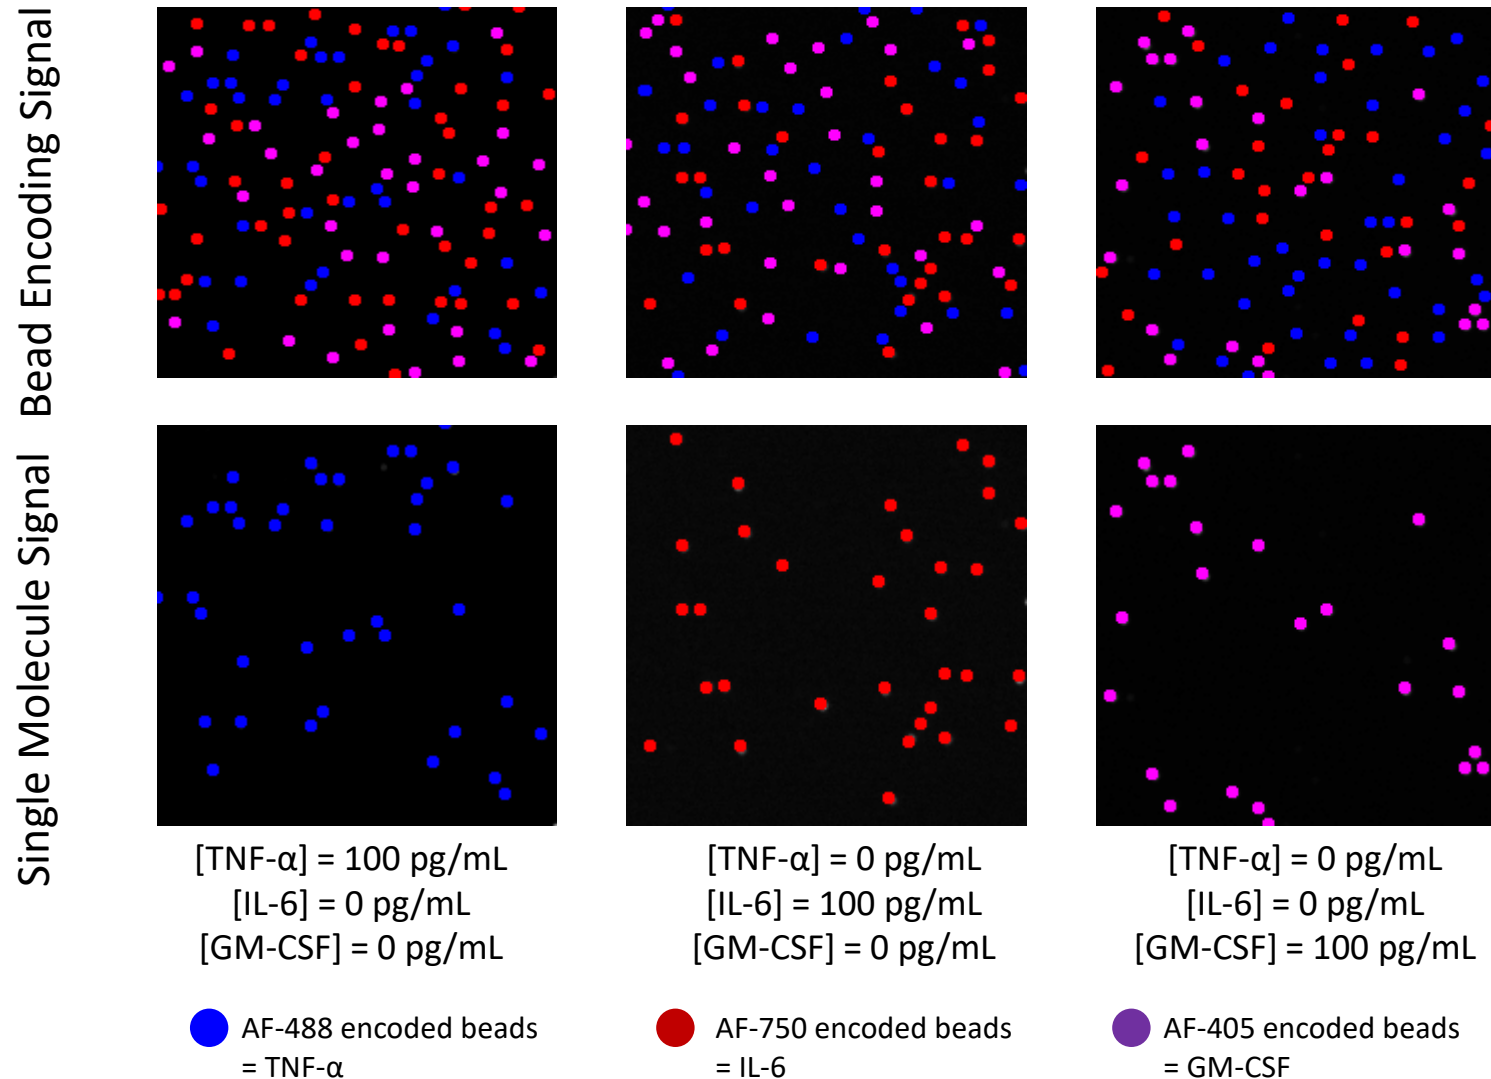 Bead Encoding Signal
Single Molecule Signal
[TNF-α] = 100 pg/mL
[IL-6] = 0 pg/mL
[GM-CSF] = 0 pg/mL
[TNF-α] = 0 pg/mL
[IL-6] = 100 pg/mL
[GM-CSF] = 0 pg/mL
[TNF-α] = 0 pg/mL
[IL-6] = 0 pg/mL
[GM-CSF] = 100 pg/mL
AF-488 encoded beads
= TNF-α
AF-750 encoded beads
= IL-6
AF-405 encoded beads
= GM-CSF